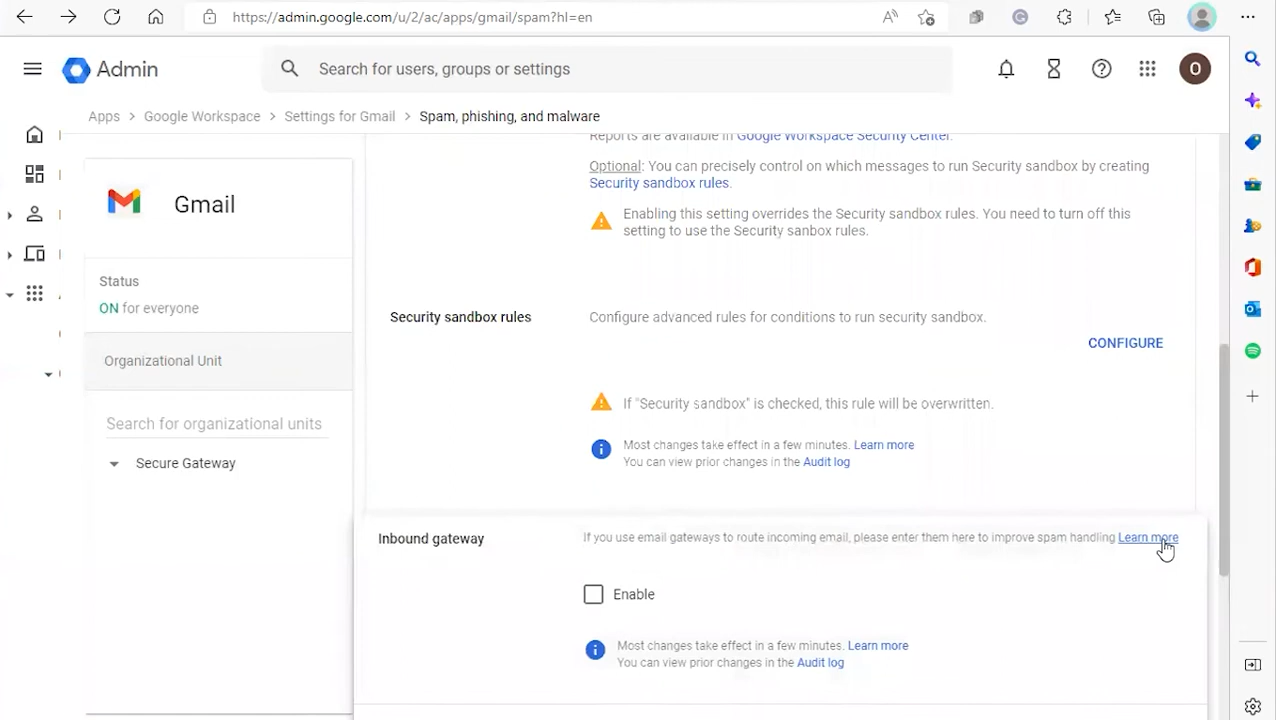 https://admin.google.com/u/2/ac/apps/gmail/spam?hl=en
Admin
Search for users, groups or settings
O
Apps > Google Workspace > Settings for Gmail > Spam, phishing, and malware
Reports are available in Google Workspace Security Center.
Optional: You can precisely control on which messages to run Security sandbox by creating
Security sandbox rules.
Gmail
Enabling this setting overrides the Security sandbox rules. You need to turn off this
setting to use the Security sanbox rules.
Status
ON for everyone
Security sandbox rules
Configure advanced rules for conditions to run security sandbox.
CONFIGURE
Organizational Unit
If "Security sandbox" is checked, this rule will be overwritten.
Search for organizational units
Most changes take effect in a few minutes. Learn more
You can view prior changes in the Audit log
Secure Gateway
Inbound gateway
If you use email gateways to route incoming email, please enter them here to improve spam handling Learn more
Enable
Most changes take effect in a few minutes. Learn more
You can view prior changes in the Audit log